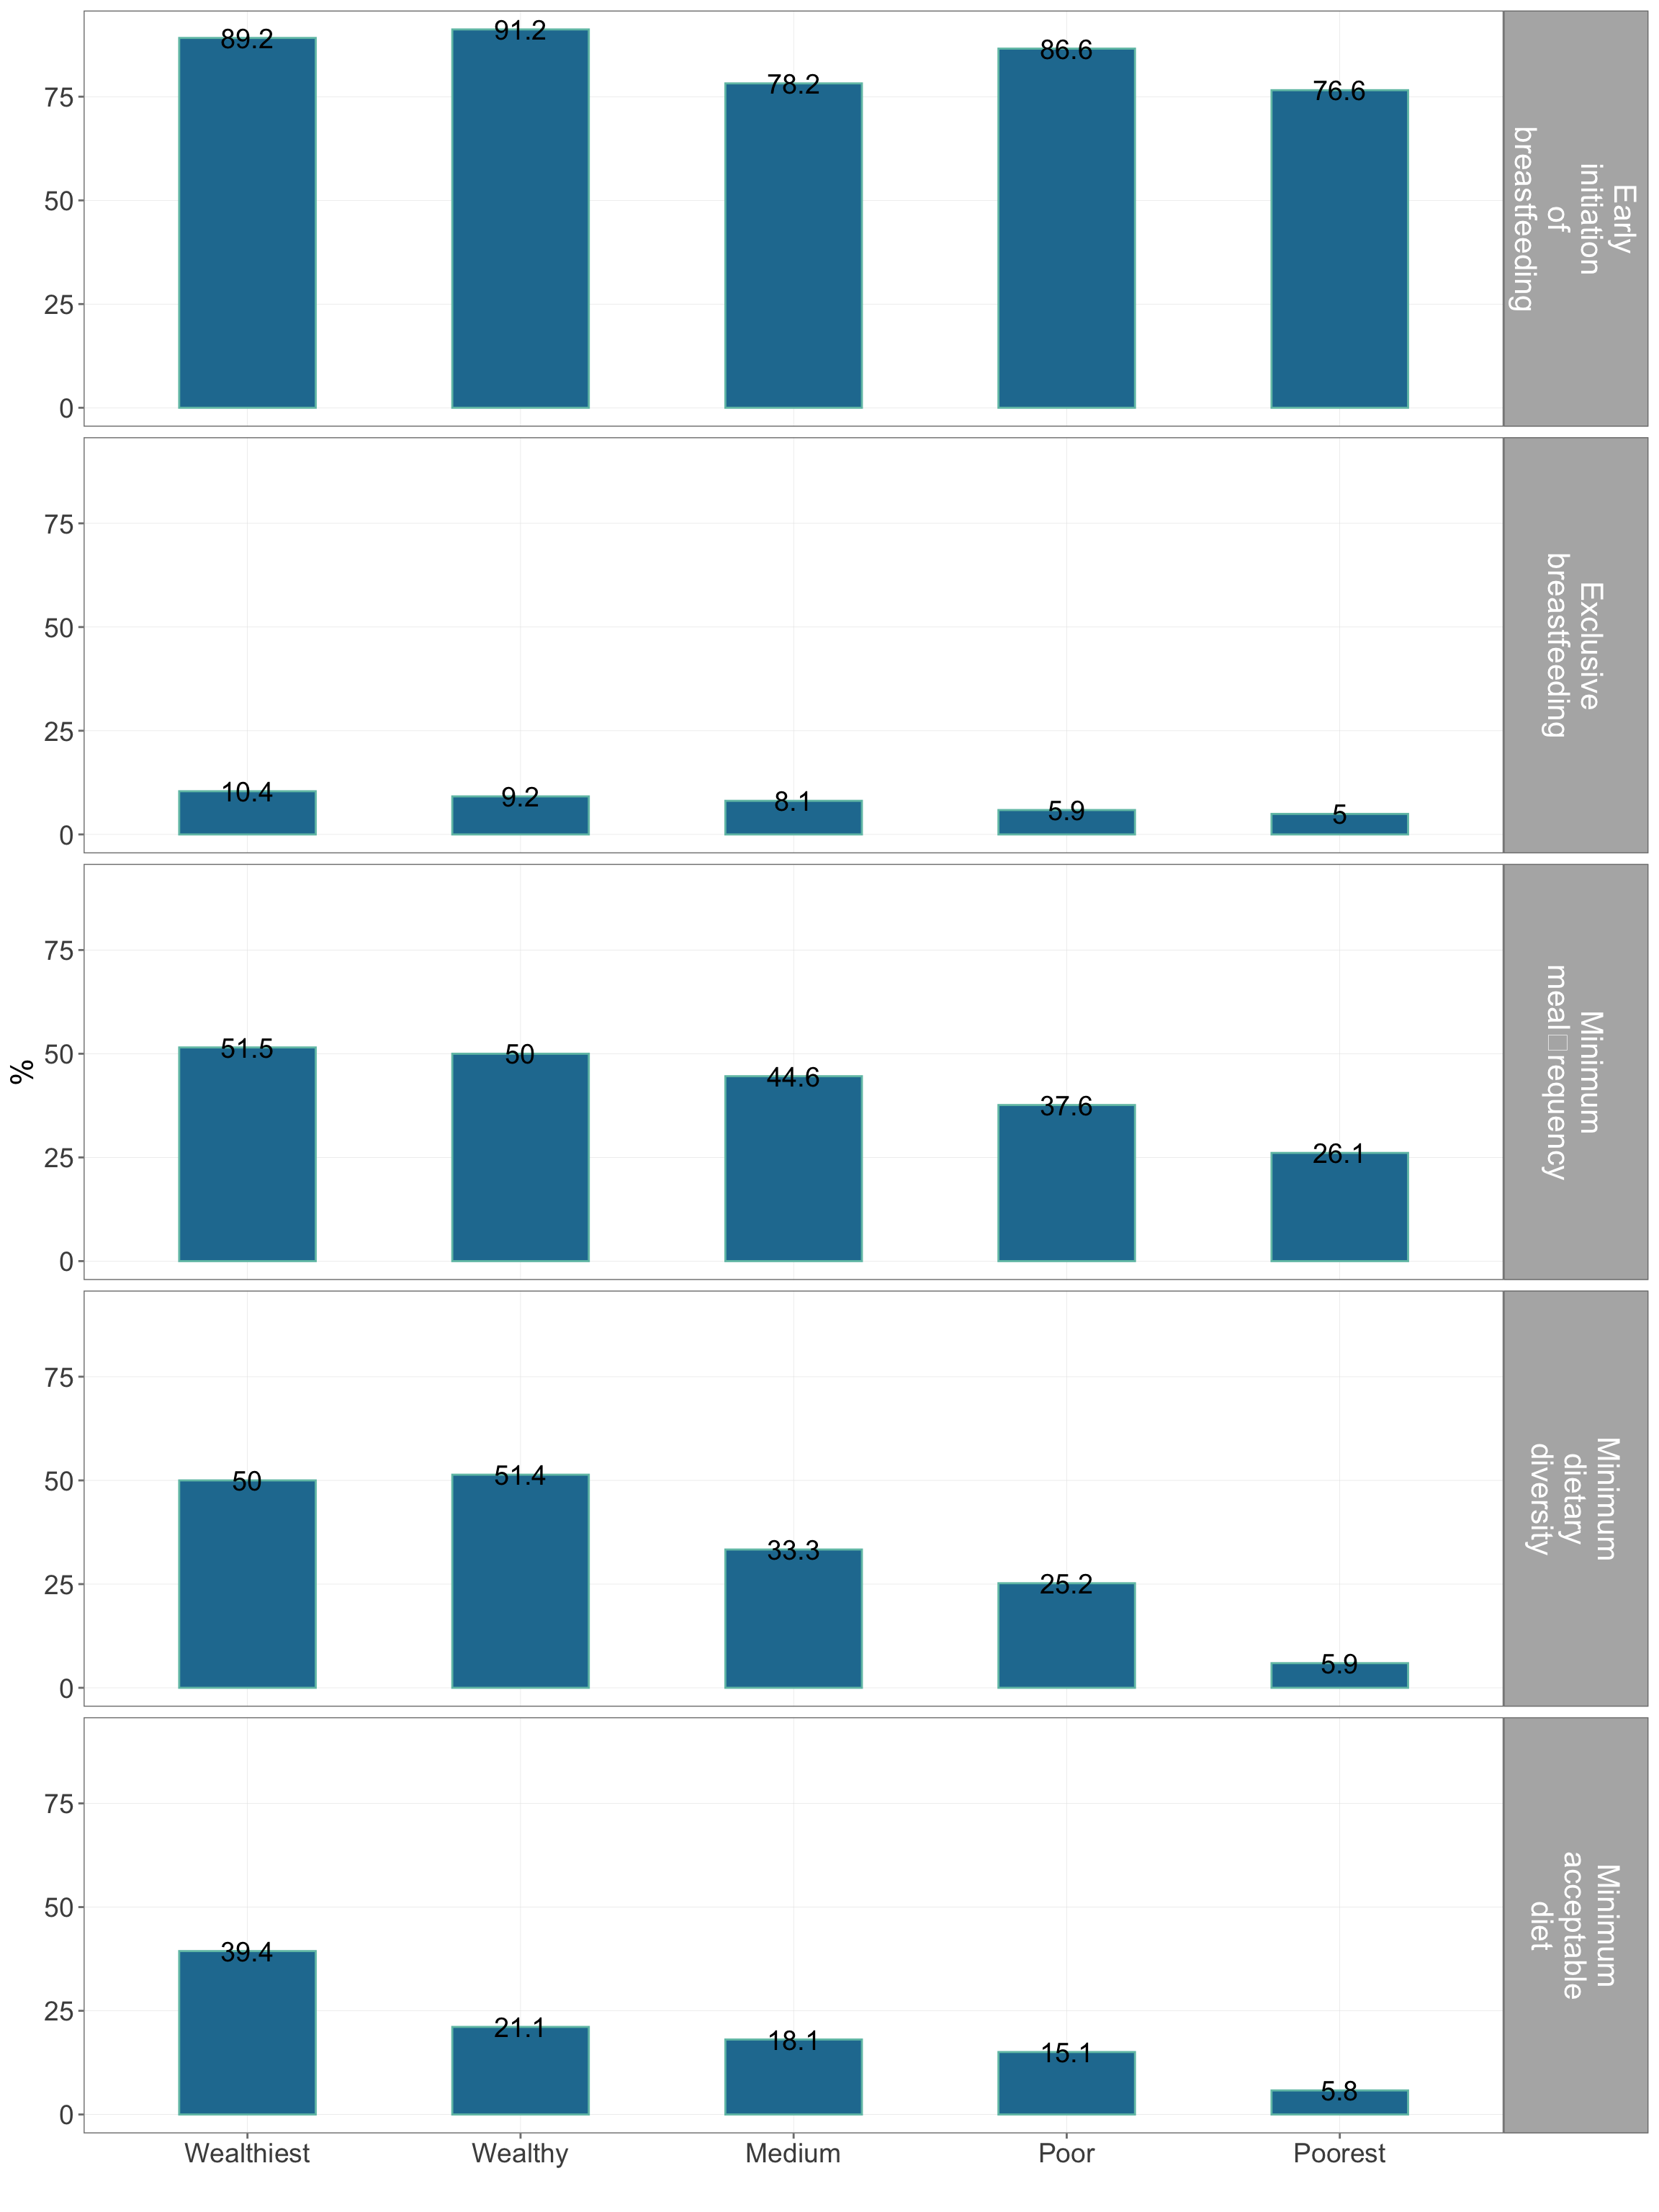 89.2
91.2
78.2
86.6
76.6
75
50
25
0
Early
initiation
of
breastfeeding
10.4
9.2
8.1
5.9
5
75
50
25
0
Exclusive
breastfeeding
51.5
50
44.6
37.6
26.1
75
50
25
0
Minimum
meal□requency
%
50
51.4
33.3
25.2
5.9
75
50
25
0
Minimum
dietary
diversity
39.4
21.1
18.1
15.1
5.8
75
50
25
0
Minimum
acceptable
diet
Wealthiest
Wealthy
Medium
Poor
Poorest